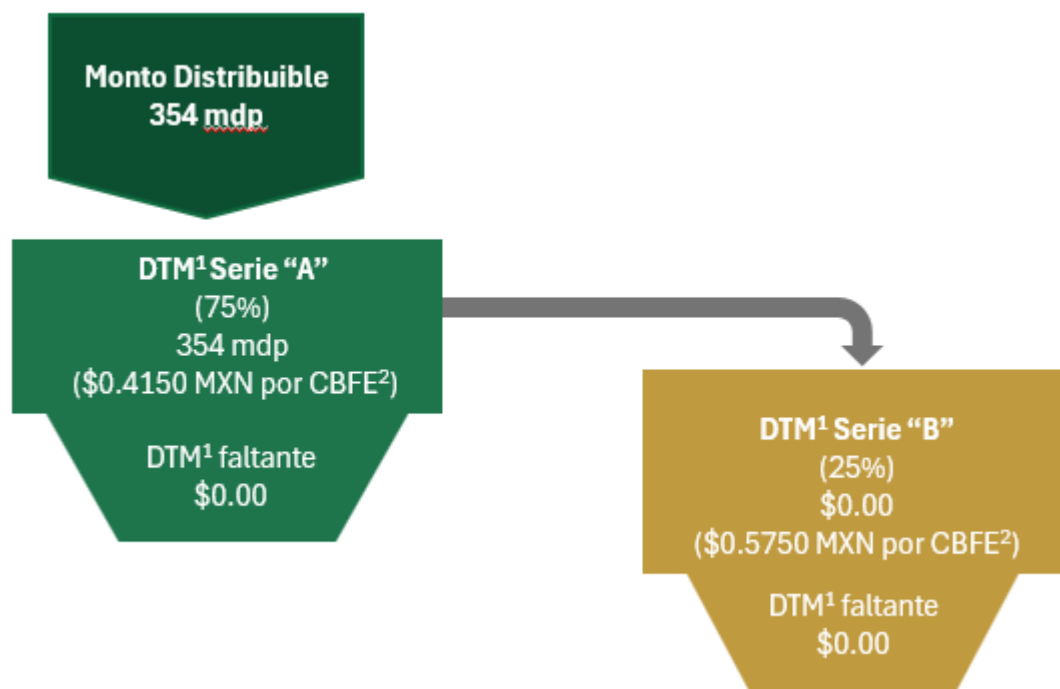 Monto Distribuible
354 mdp
DTM¹ Serie “A”
(75%)
354 mdp
($0.4150 MXN por CBFE²)
DTM¹ faltante
$0.00
DTM¹ Serie “B”
(25%)
$0.00
($0.5750 MXN por CBFE²)
DTM¹ faltante
$0.00